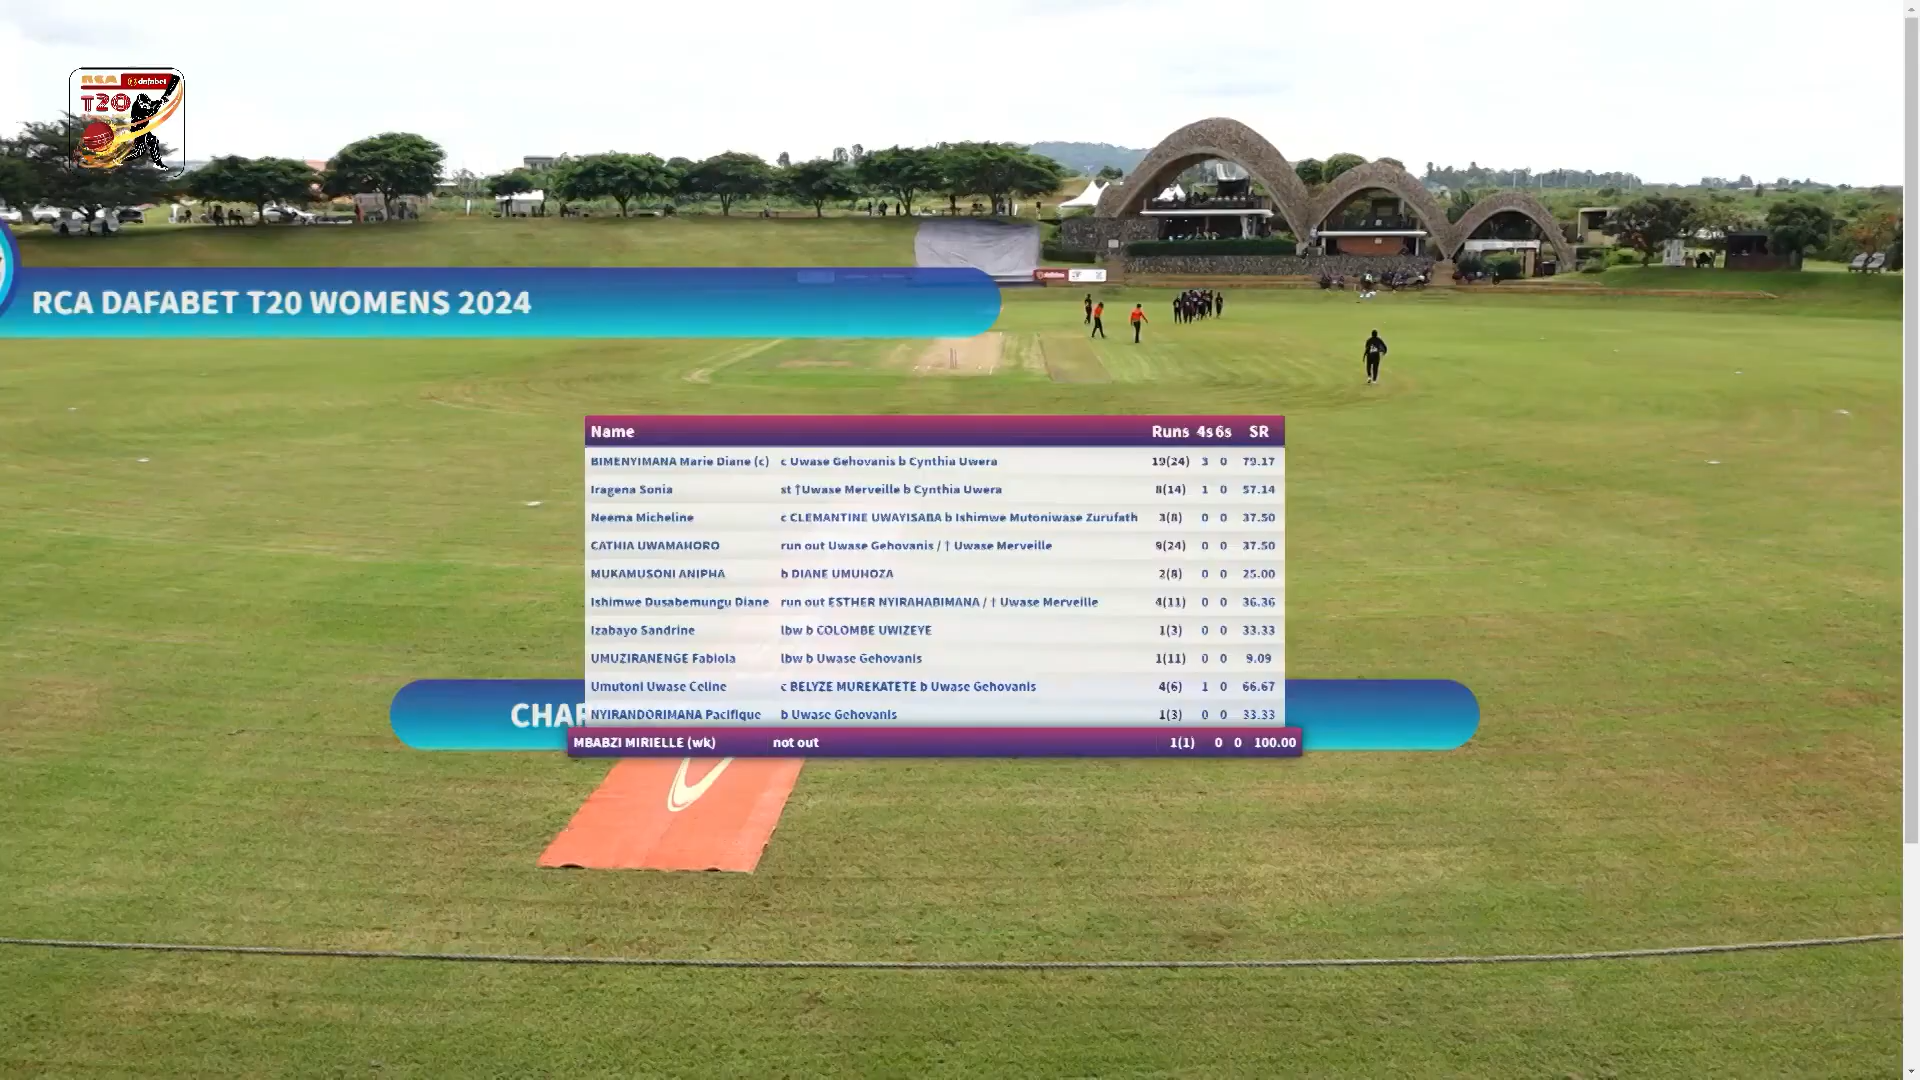 RCA dafabet
T20
RCA DAFABET T20 WOMENS 2024
Name Runs 4s 6s SR
BIMENYIMANA Marie Diane (c) c Uwase Gehovanis b Cynthia Uwera 19(24) 3 0 79.17
Iragena Sonia st †Uwase Merveille b Cynthia Uwera 8(14) 1 0 57.14
Neema Micheline c CLEMANTINE UWAYISABA b Ishimwe Mutoniwase Zurufath 3(8) 0 0 37.50
CATHIA UWAMAHORO run out Uwase Gehovanis / † Uwase Merveille 9(24) 0 0 37.50
MUKAMUSONI ANIPHA b DIANE UMUHOZA 2(8) 0 0 25.00
Ishimwe Dusabemungu Diane run out ESTHER NYIRAHABIMANA / † Uwase Merveille 4(11) 0 0 36.36
Izabayo Sandrine lbw b COLOMBE UWIZEYE 1(3) 0 0 33.33
UMUZIRANENGE Fabiola lbw b Uwase Gehovanis 1(11) 0 0 9.09
Umutoni Uwase Celine c BELYZE MUREKATETE b Uwase Gehovanis 4(6) 1 0 66.67
NYIRANDORIMANA Pacifique b Uwase Gehovanis 1(3) 0 0 33.33
MBABZI MIRIELLE (wk) not out 1(1) 0 0 100.00